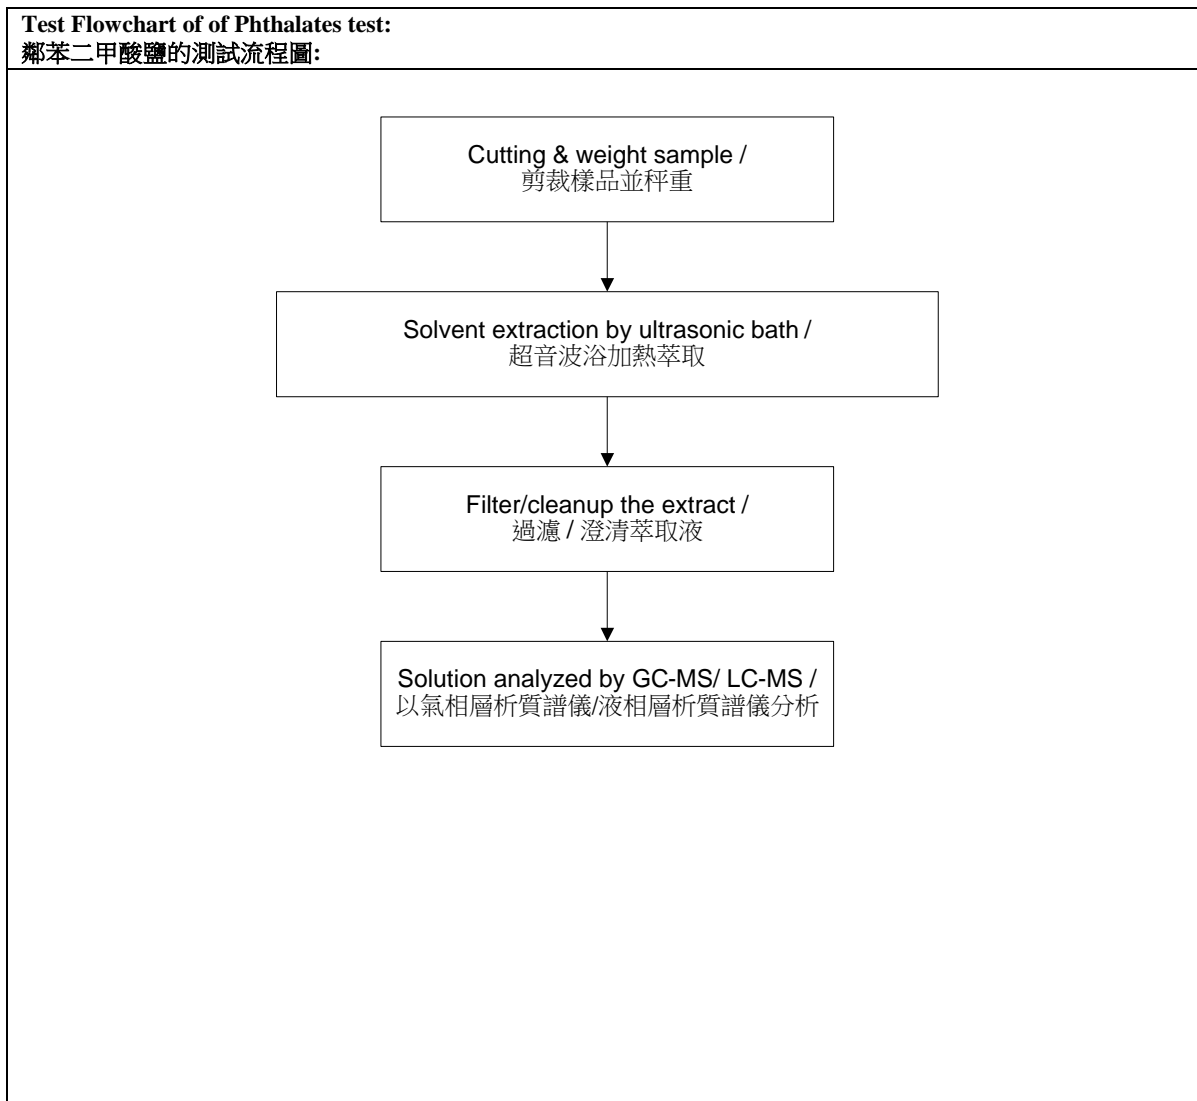 Test Flowchart of of Phthalates test:
鄰苯二甲酸鹽的測試流程圖:
Cutting & weight sample /
剪裁樣品並秤重
Solvent extraction by ultrasonic bath /
超音波浴加熱萃取
Filter/cleanup the extract /
過濾 / 澄清萃取液
Solution analyzed by GC-MS/ LC-MS /
以氣相層析質譜儀/液相層析質譜儀分析